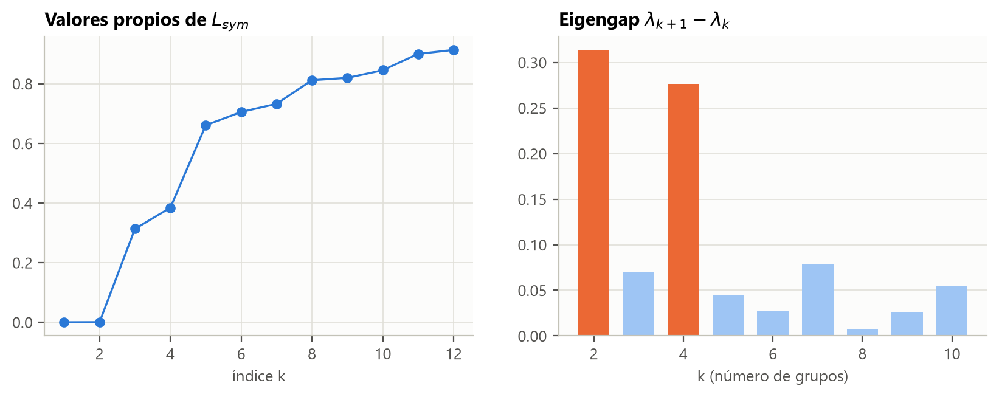 Valores propios de L_sym
0.8
0.6
0.4
0.2
0.0
2 4 6 8 10 12
índice k
Eigengap λ_{k+1} − λ_k
0.30
0.25
0.20
0.15
0.10
0.05
0.00
2 4 6 8 10
k (número de grupos)